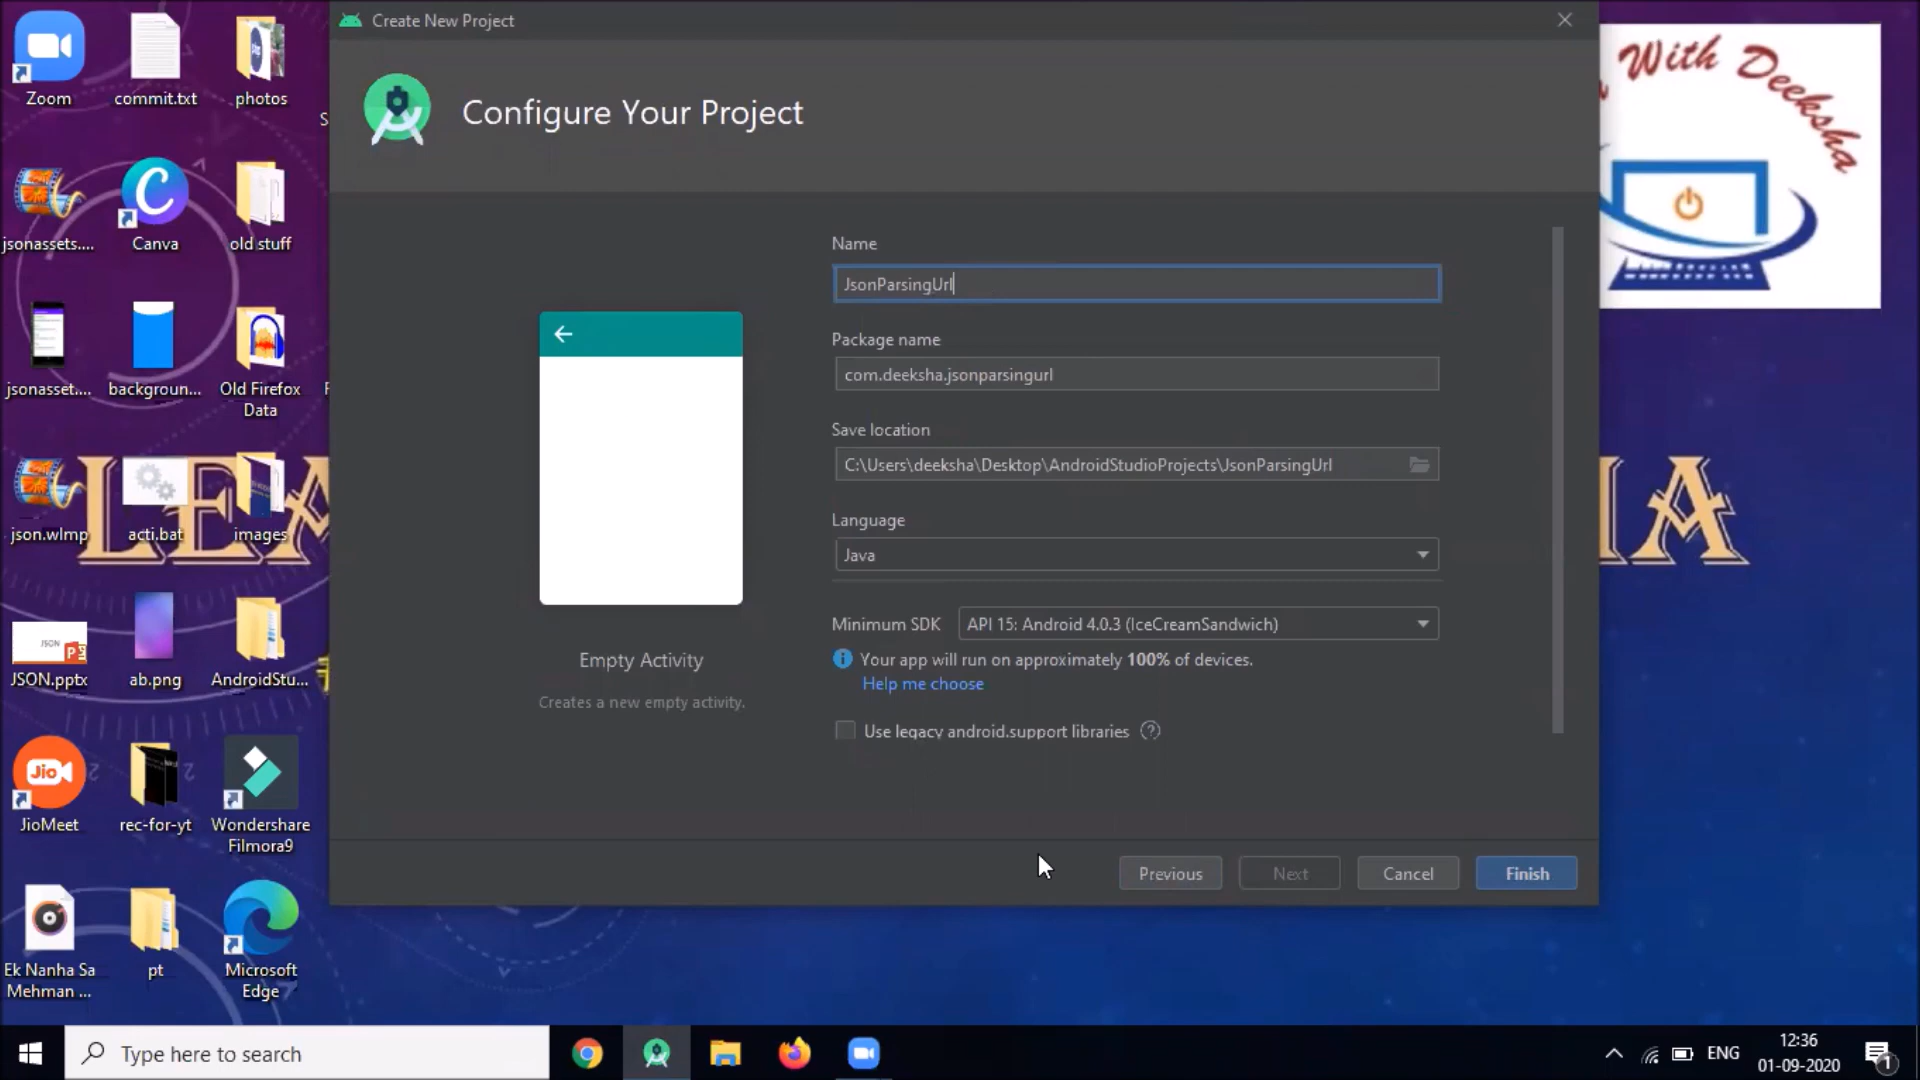 Create New Project
Configure Your Project
Name
JsonParsingUrl
Package name
com.deeksha.jsonparsingurl
Save location
C:\Users\deeksha\Desktop\AndroidStudioProjects\JsonParsingUrl
Language
Java
Minimum SDK
API 15: Android 4.0.3 (IceCreamSandwich)
Your app will run on approximately 100% of devices.
Help me choose
Use legacy android.support libraries
Empty Activity
Creates a new empty activity.
Previous
Next
Cancel
Finish
Zoom
commit.txt
photos
jsonassets....
Canva
old stuff
jsonasset....
backgroun...
Old Firefox
Data
json.wlmp
acti.bat
images
JSON
JSON.pptx
ab.png
AndroidStu...
Jio
JioMeet
rec-for-yt
Wondershare
Filmora9
Ek Nanha Sa
Mehman ...
pt
Microsoft
Edge
With Deeksha
LEA
A
Type here to search
ENG
12:36
01-09-2020
1